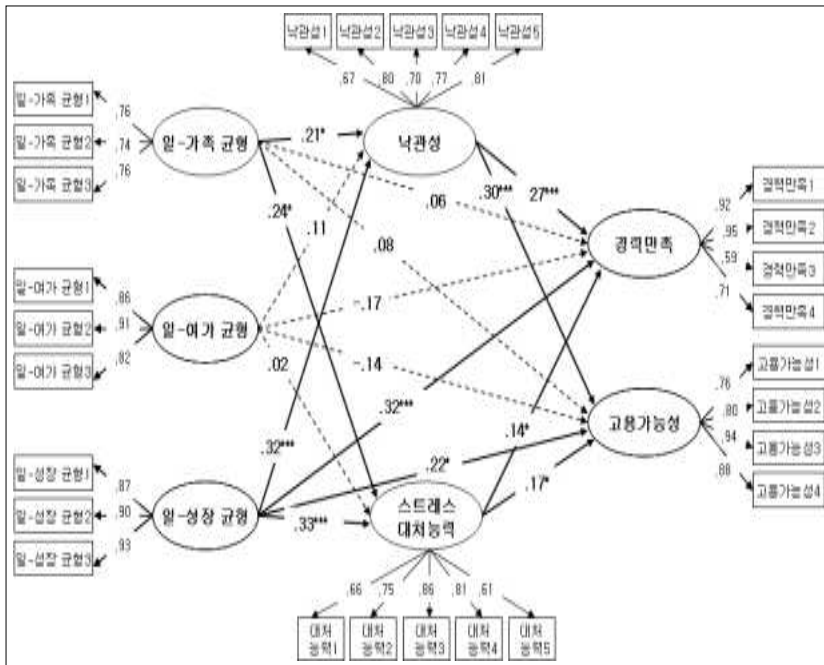 낙관성1 낙관성2 낙관성3 낙관성4 낙관성5
.67 .80 .70 .77 .81
일-가족 균형1
일-가족 균형2
일-가족 균형3
.76
.74
.76
일-가족 균형
.21*
낙관성
.24*
.11
.06
.08
.30***
.27***
경력만족
.92
.95
.59
.71
경력만족1
경력만족2
경력만족3
경력만족4
일-여가 균형1
일-여가 균형2
일-여가 균형3
.86
.91
.82
일-여가 균형
-.17
-.14
.02
.32***
.32***
.14*
고용가능성
.76
.80
.94
.88
고용가능성1
고용가능성2
고용가능성3
고용가능성4
일-성장 균형1
일-성장 균형2
일-성장 균형3
.87
.90
.93
일-성장 균형
.22*
.33***
.17*
스트레스
대처능력
.66 .75 .86 .81 .61
대처 대처 대처 대처 대처
능력1 능력2 능력3 능력4 능력5